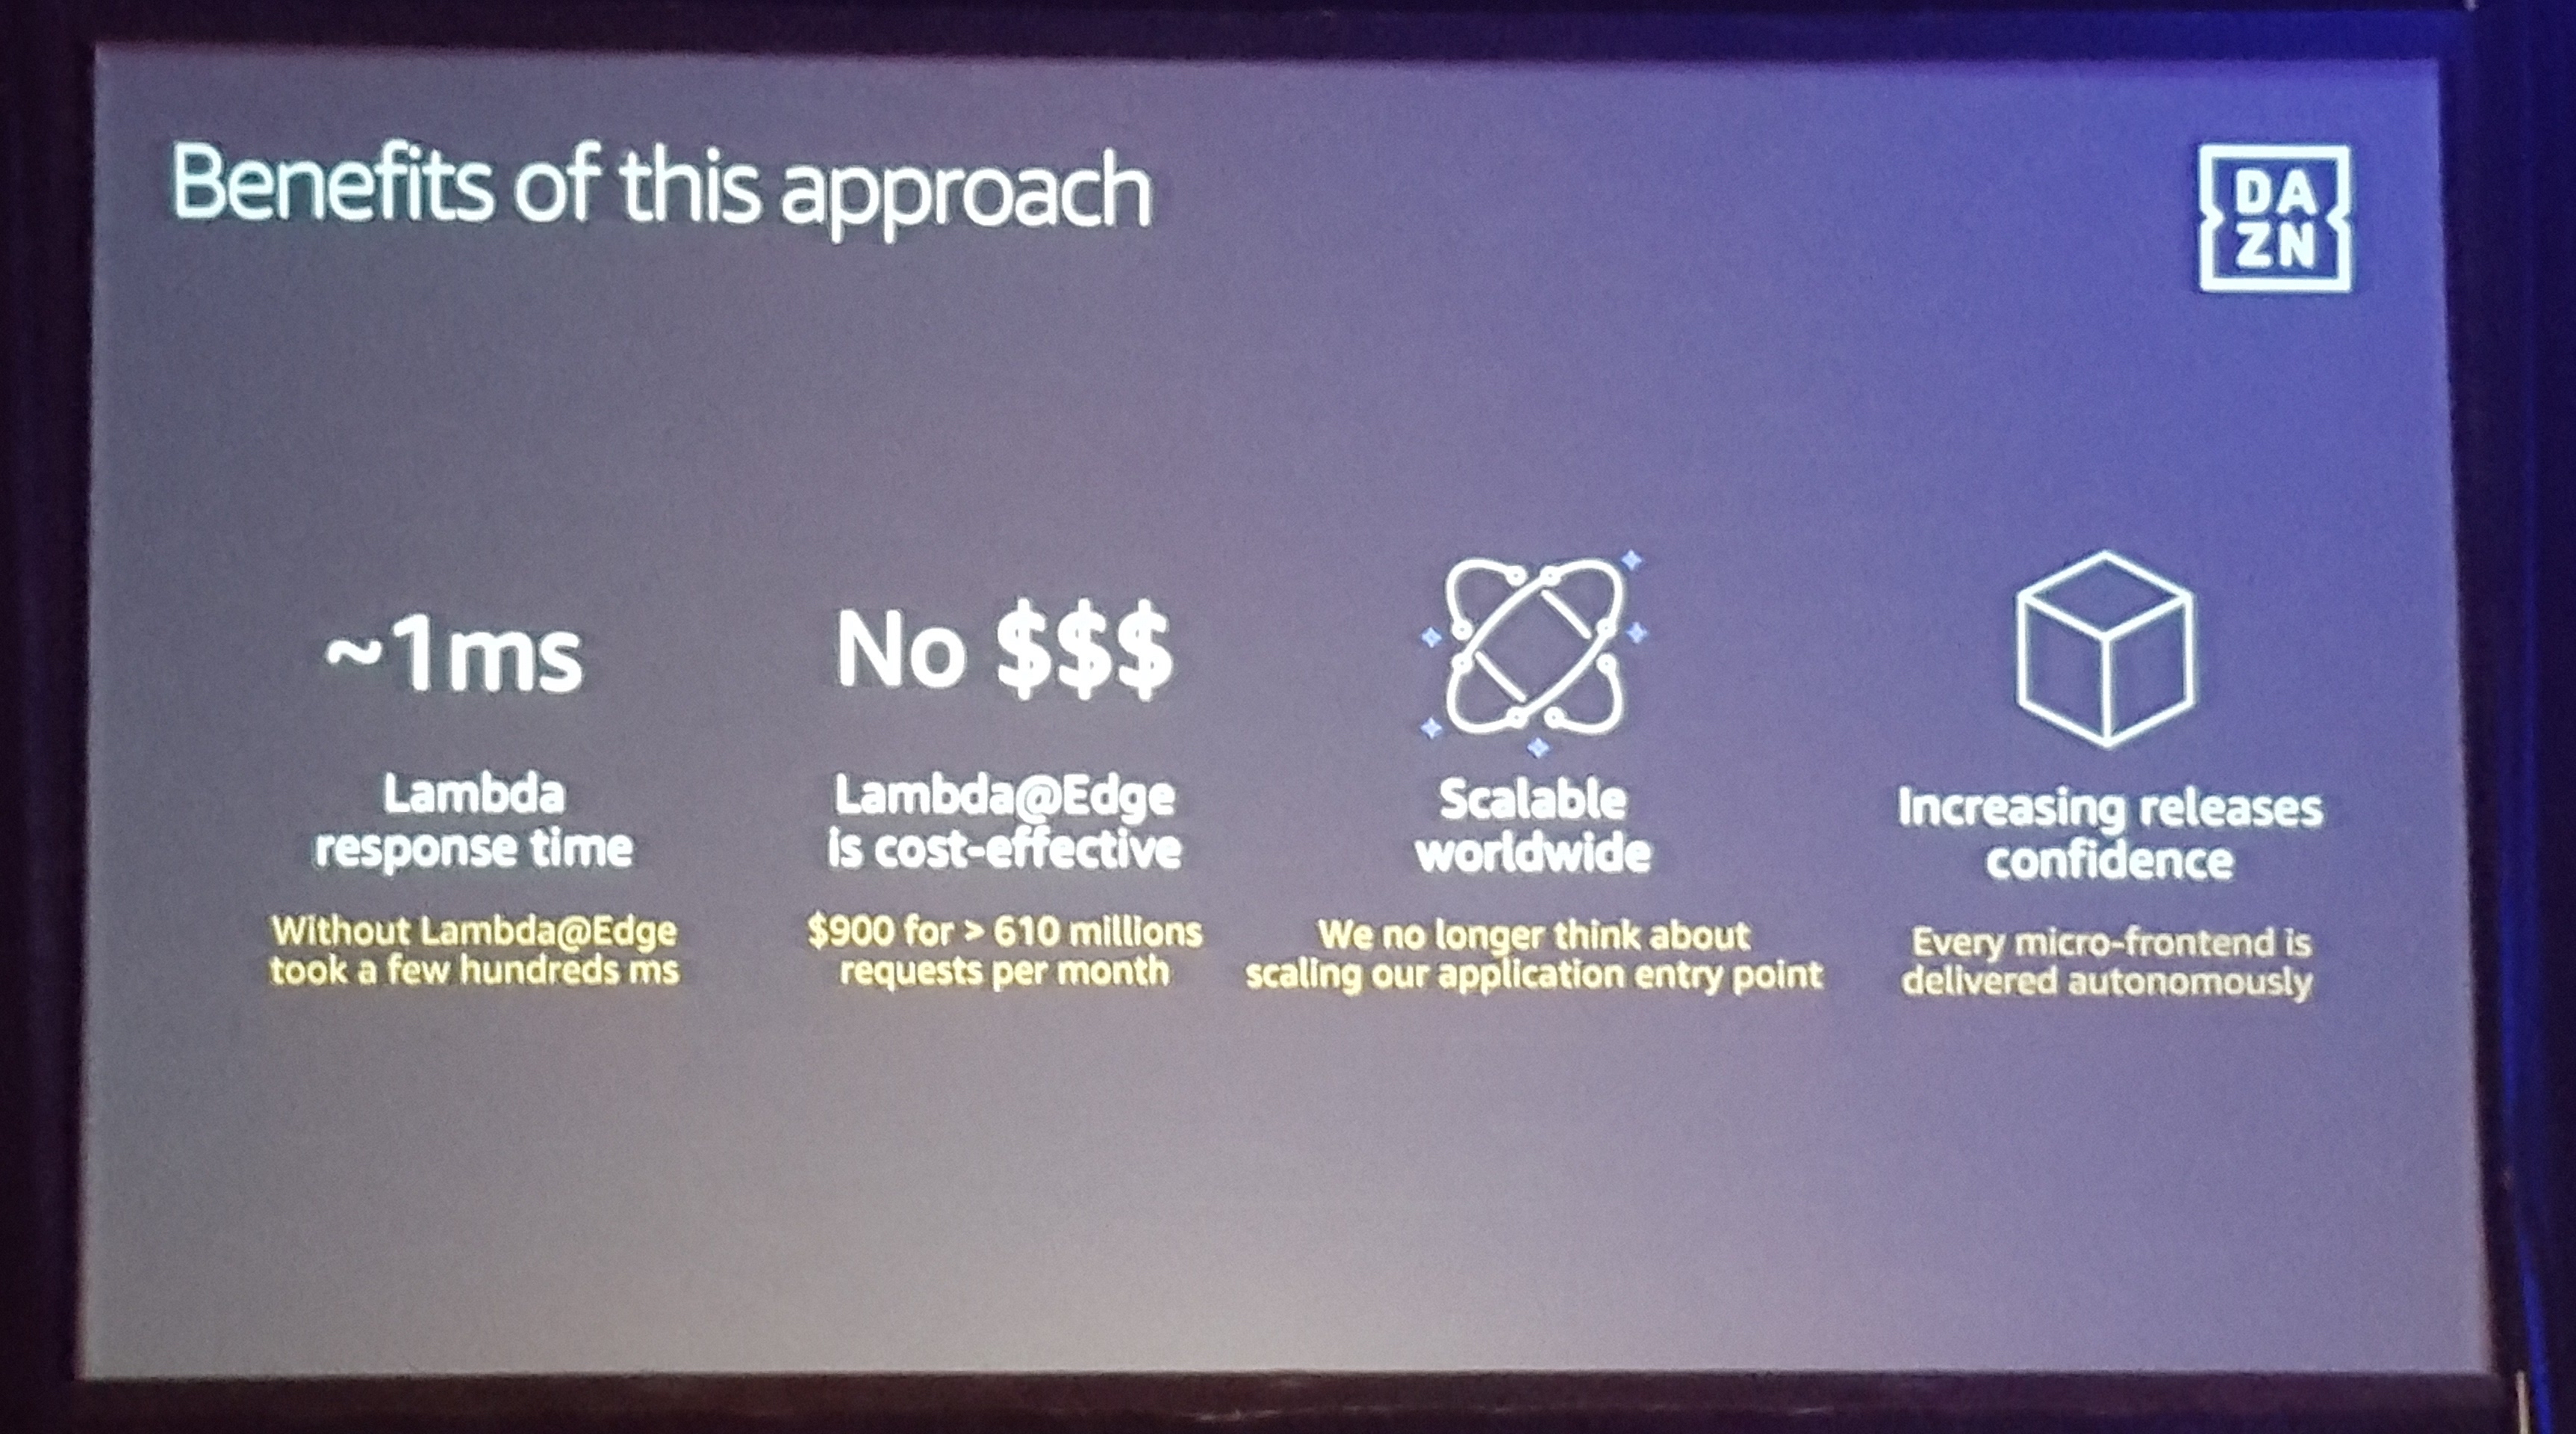 Benefits of this approach
DA
ZN
~1ms
Lambda
response time
Without Lambda@Edge
took a few hundreds ms
No $$$
Lambda@Edge
is cost-effective
$900 for > 610 millions
requests per month
Scalable
worldwide
We no longer think about
scaling our application entry point
Increasing releases
confidence
Every micro-frontend is
delivered autonomously